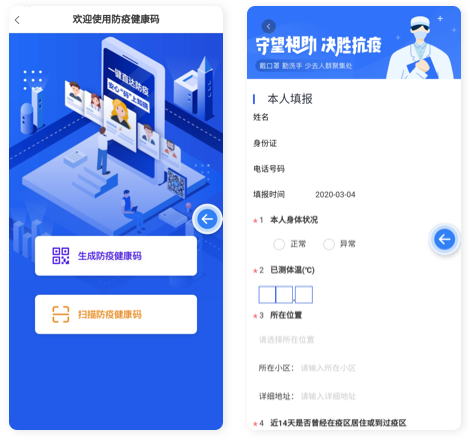 欢迎使用防疫健康码
一键直达防疫
安心“码”上拍档
生成防疫健康码
扫描防疫健康码
守望相助 决胜抗疫
戴口罩 勤洗手 少去人群聚集处
本人填报
姓名
身份证
电话号码
填报时间 2020-03-04
* 1 本人身体状况
正常 异常
* 2 已测体温(℃)
* 3 所在位置
请选择所在位置
所在小区： 请输入所在小区
详细地址： 请输入详细地址
* 4 近14天是否曾经在疫区居住或到过疫区